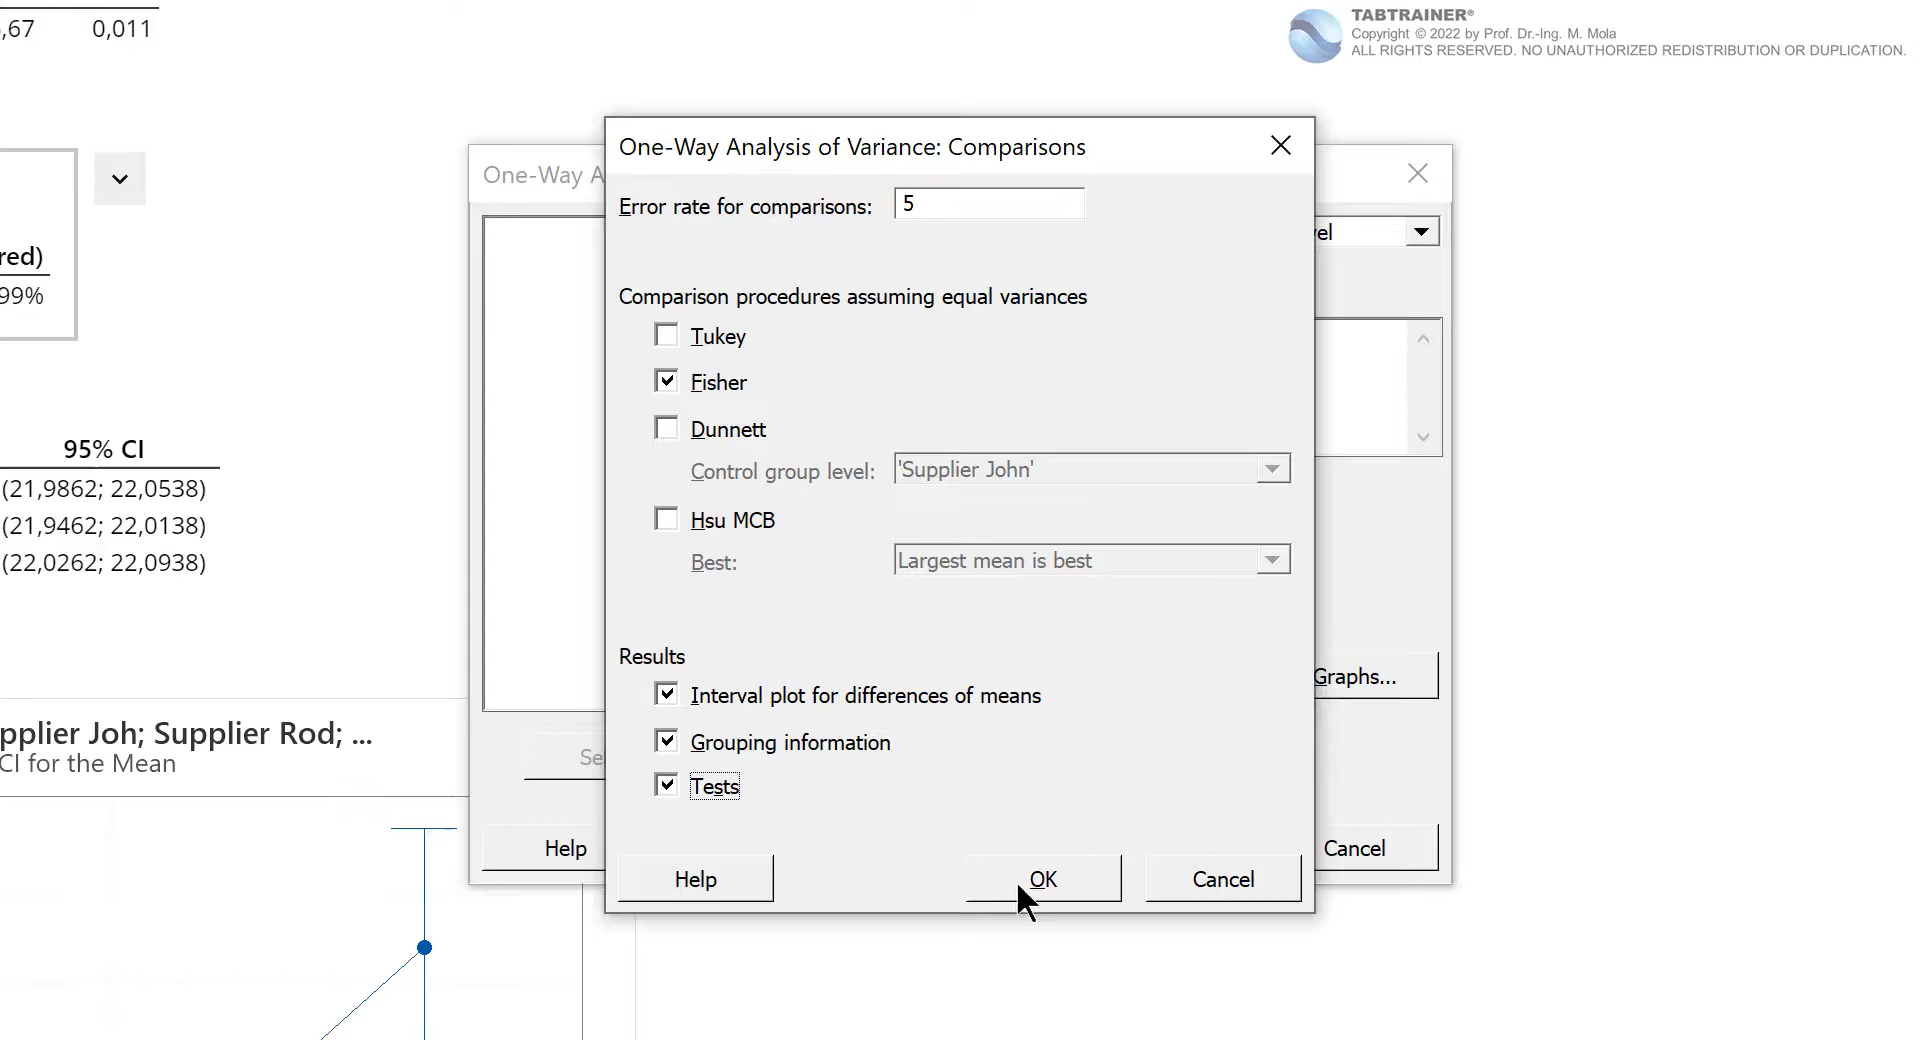 ,67 0,011
TABTRAINER®
Copyright © 2022 by Prof. Dr.-Ing. M. Mola
ALL RIGHTS RESERVED. NO UNAUTHORIZED REDISTRIBUTION OR DUPLICATION.
One-Way Analysis of Variance: Comparisons
One-Way A
Error rate for comparisons: 5
el
red)
99%
Comparison procedures assuming equal variances
Tukey
Fisher
Dunnett
Control group level: 'Supplier John'
Hsu MCB
Best: Largest mean is best
95% CI
(21,9862; 22,0538)
(21,9462; 22,0138)
(22,0262; 22,0938)
Results
Interval plot for differences of means
Grouping information
Tests
Graphs...
pplier Joh; Supplier Rod; ...
CI for the Mean
Se
Help
Cancel
Help
OK
Cancel